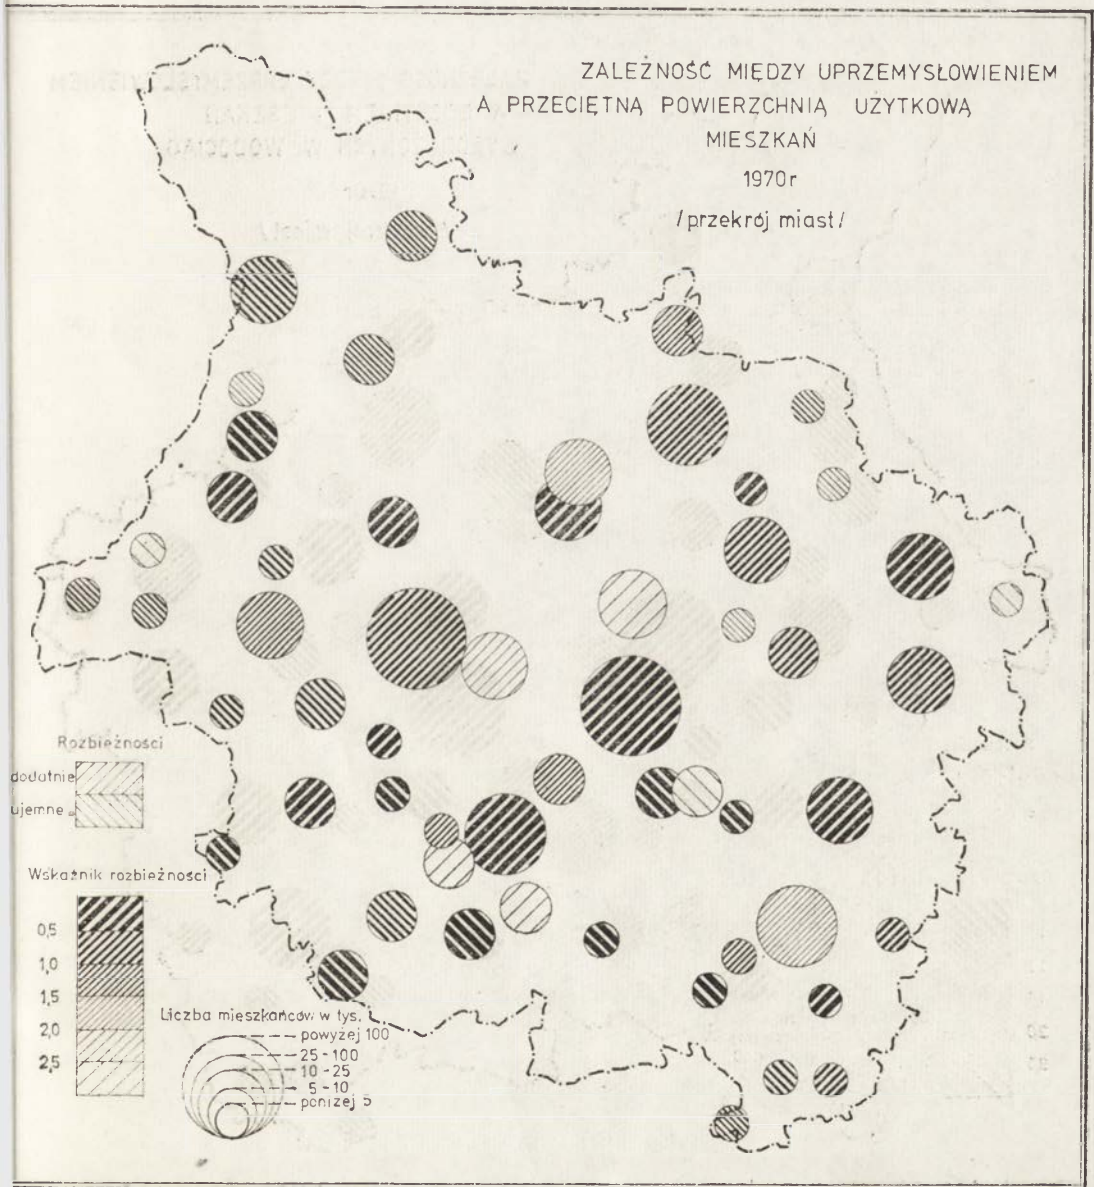 ZALEŻNOŚĆ MIĘDZY UPRZEMYSŁOWIENIEM
A PRZECIĘTNĄ POWIERZCHNIĄ UŻYTKOWĄ
MIESZKAŃ
1970r
/przekrój miast/
Rozbieżności
dodatnie
ujemne
Wskaźnik rozbieżności
0,5
1,0
1,5
2,0
2,5
Liczba mieszkańców w tys.
powyżej 100
25-100
10-25
5-10
poniżej 5